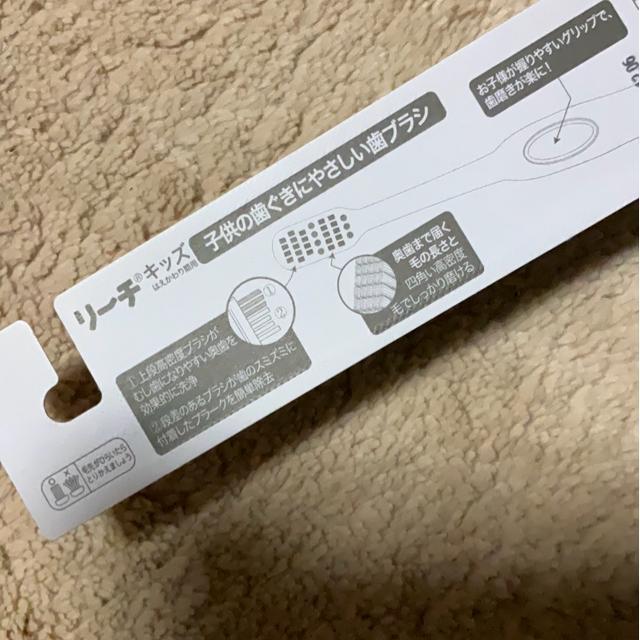 リーチ®キッズ
はえかわり期用
子供の歯ぐきにやさしい歯ブラシ
お子様が握りやすいグリップで、
歯磨きが楽に!
奥歯まで届く
毛の長さと
四角い高密度
毛でしっかり磨ける
①
②
①上段高密度ブラシが、
むし歯になりやすい奥歯を
効果的に洗浄
②段差のあるブラシが歯のスミズミに
付着したプラークを簡単除去
毛先がひらいたら
とりかえましょう